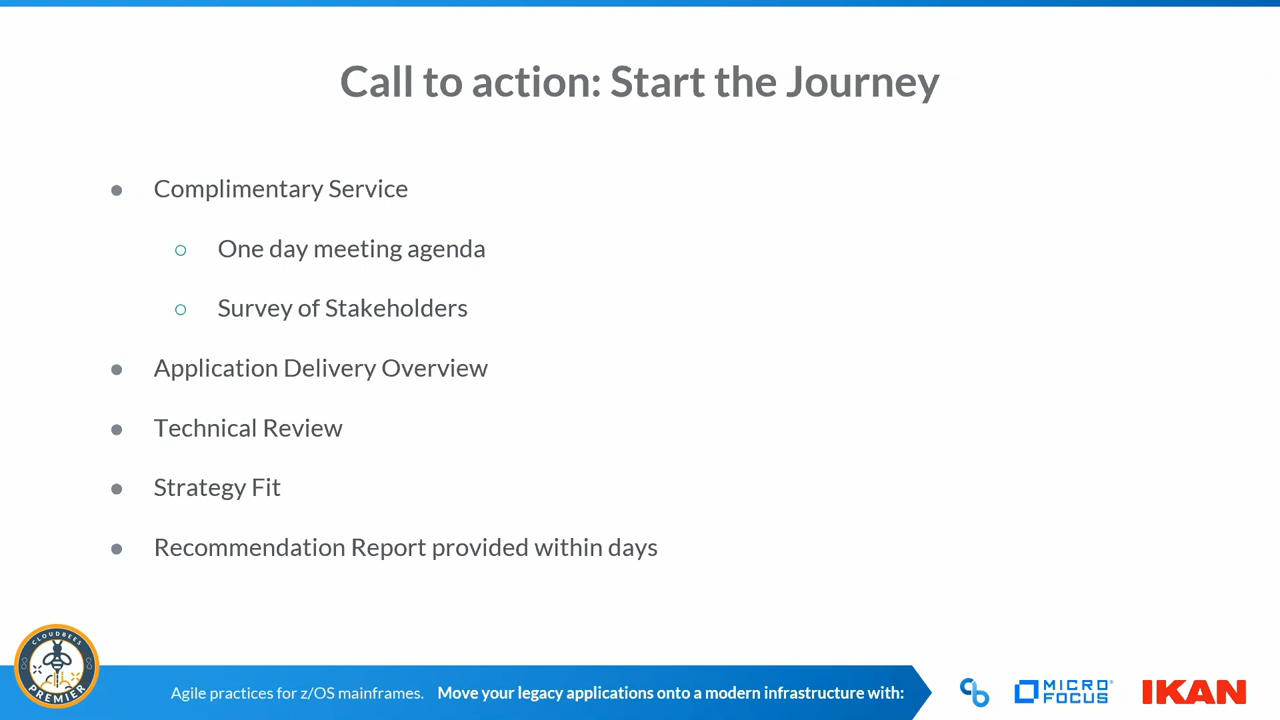 Call to action: Start the Journey
● Complimentary Service
○ One day meeting agenda
○ Survey of Stakeholders
● Application Delivery Overview
● Technical Review
● Strategy Fit
● Recommendation Report provided within days
CLOUDBEES
PREMIER
Agile practices for z/OS mainframes. Move your legacy applications onto a modern infrastructure with:
MICRO
FOCUS
IKAN